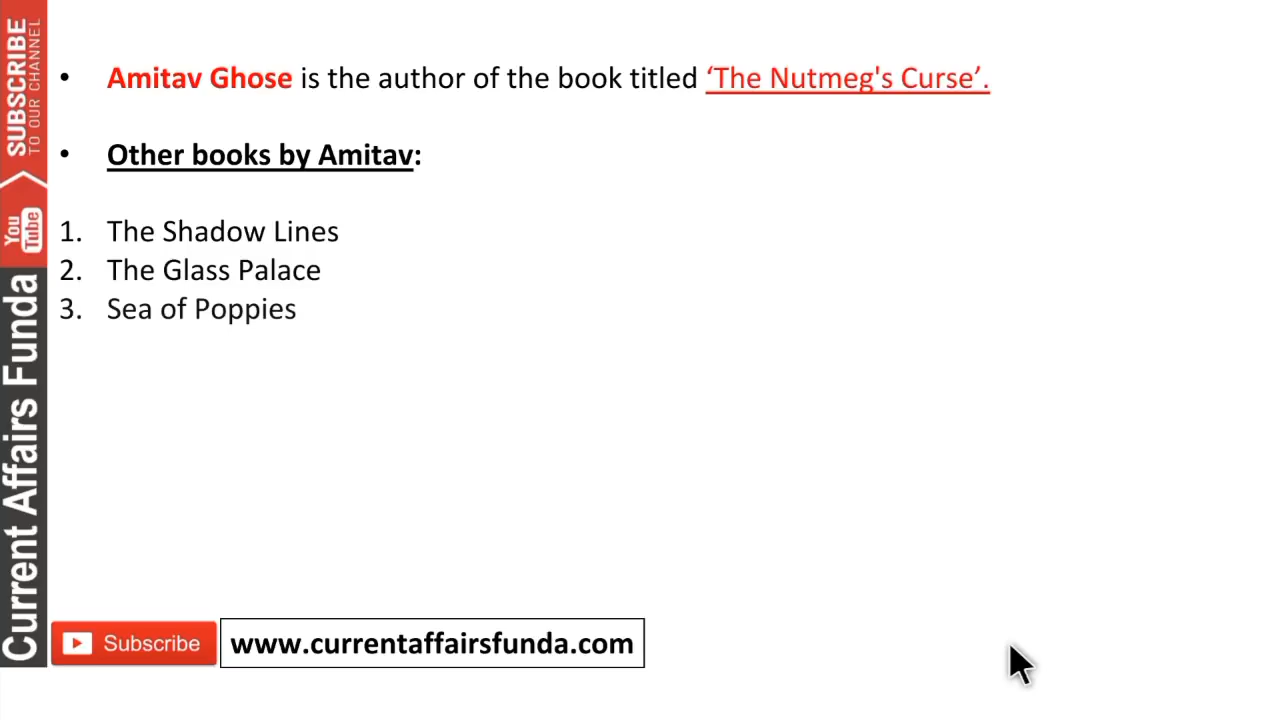 SUBSCRIBE
TO OUR CHANNEL
You
Tube
Current Affairs Funda
• Amitav Ghose is the author of the book titled ‘The Nutmeg's Curse’.
• Other books by Amitav:
1. The Shadow Lines
2. The Glass Palace
3. Sea of Poppies
Subscribe
www.currentaffairsfunda.com